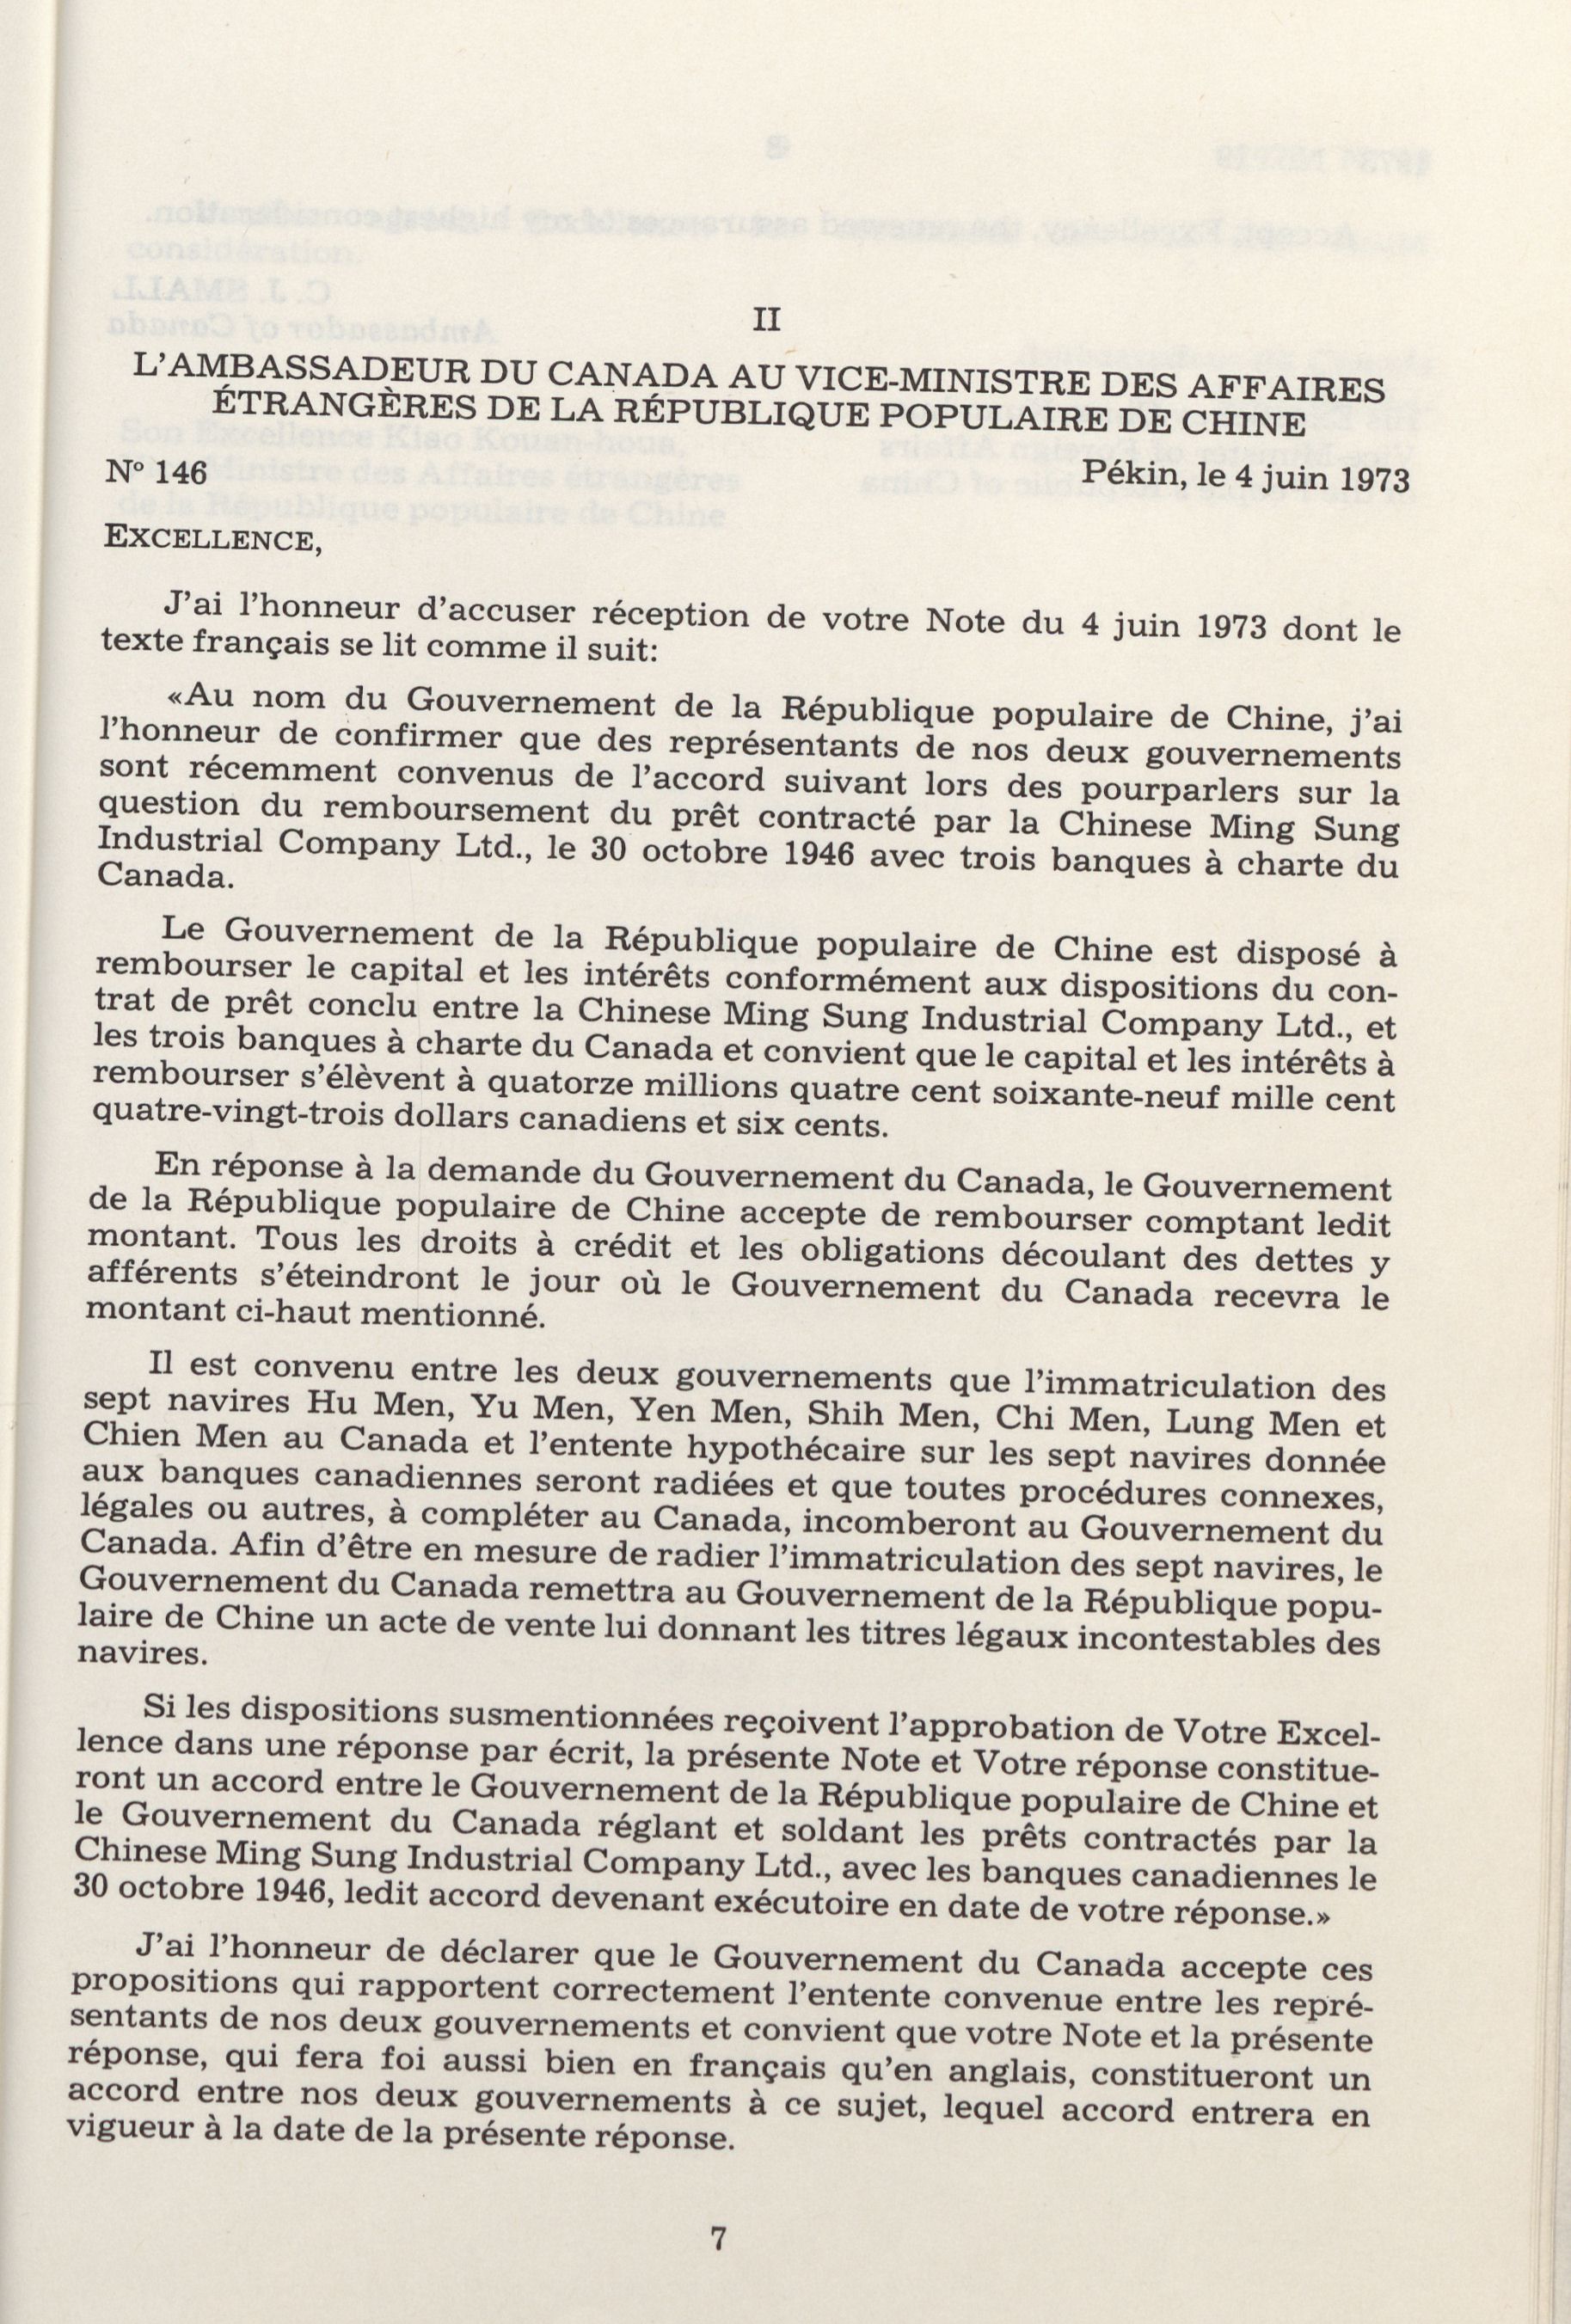 II
L'AMBASSADEUR DU CANADA AU VICE-MINISTRE DES AFFAIRES
ÉTRANGÈRES DE LA RÉPUBLIQUE POPULAIRE DE CHINE
Nº 146
Pékin, le 4 juin 1973
EXCELLENCE,
J'ai l'honneur d'accuser réception de votre Note du 4 juin 1973 dont le
texte français se lit comme il suit:
«Au nom du Gouvernement de la République populaire de Chine, j'ai
l'honneur de confirmer que des représentants de nos deux gouvernements
sont récemment convenus de l'accord suivant lors des pourparlers sur la
question du remboursement du prêt contracté par la Chinese Ming Sung
Industrial Company Ltd., le 30 octobre 1946 avec trois banques à charte du
Canada.
Le Gouvernement de la République populaire de Chine est disposé à
rembourser le capital et les intérêts conformément aux dispositions du con-
trat de prêt conclu entre la Chinese Ming Sung Industrial Company Ltd., et
les trois banques à charte du Canada et convient que le capital et les intérêts à
rembourser s'élèvent à quatorze millions quatre cent soixante-neuf mille cent
quatre-vingt-trois dollars canadiens et six cents.
En réponse à la demande du Gouvernement du Canada, le Gouvernement
de la République populaire de Chine accepte de rembourser comptant ledit
montant. Tous les droits à crédit et les obligations découlant des dettes y
afférents s'éteindront le jour où le Gouvernement du Canada recevra le
montant ci-haut mentionné.
Il est convenu entre les deux gouvernements que l'immatriculation des
sept navires Hu Men, Yu Men, Yen Men, Shih Men, Chi Men, Lung Men et
Chien Men au Canada et l'entente hypothécaire sur les sept navires donnée
aux banques canadiennes seront radiées et que toutes procédures connexes,
légales ou autres, à compléter au Canada, incomberont au Gouvernement du
Canada. Afin d'être en mesure de radier l'immatriculation des sept navires, le
Gouvernement du Canada remettra au Gouvernement de la République popu-
laire de Chine un acte de vente lui donnant les titres légaux incontestables des
navires.
Si les dispositions susmentionnées reçoivent l'approbation de Votre Excel-
lence dans une réponse par écrit, la présente Note et Votre réponse constitue-
ront un accord entre le Gouvernement de la République populaire de Chine et
le Gouvernement du Canada réglant et soldant les prêts contractés par la
Chinese Ming Sung Industrial Company Ltd., avec les banques canadiennes le
30 octobre 1946, ledit accord devenant exécutoire en date de votre réponse.»
J'ai l'honneur de déclarer que le Gouvernement du Canada accepte ces
propositions qui rapportent correctement l'entente convenue entre les repré-
sentants de nos deux gouvernements et convient que votre Note et la présente
réponse, qui fera foi aussi bien en français qu'en anglais, constitueront un
accord entre nos deux gouvernements à ce sujet, lequel accord entrera en
vigueur à la date de la présente réponse.
7